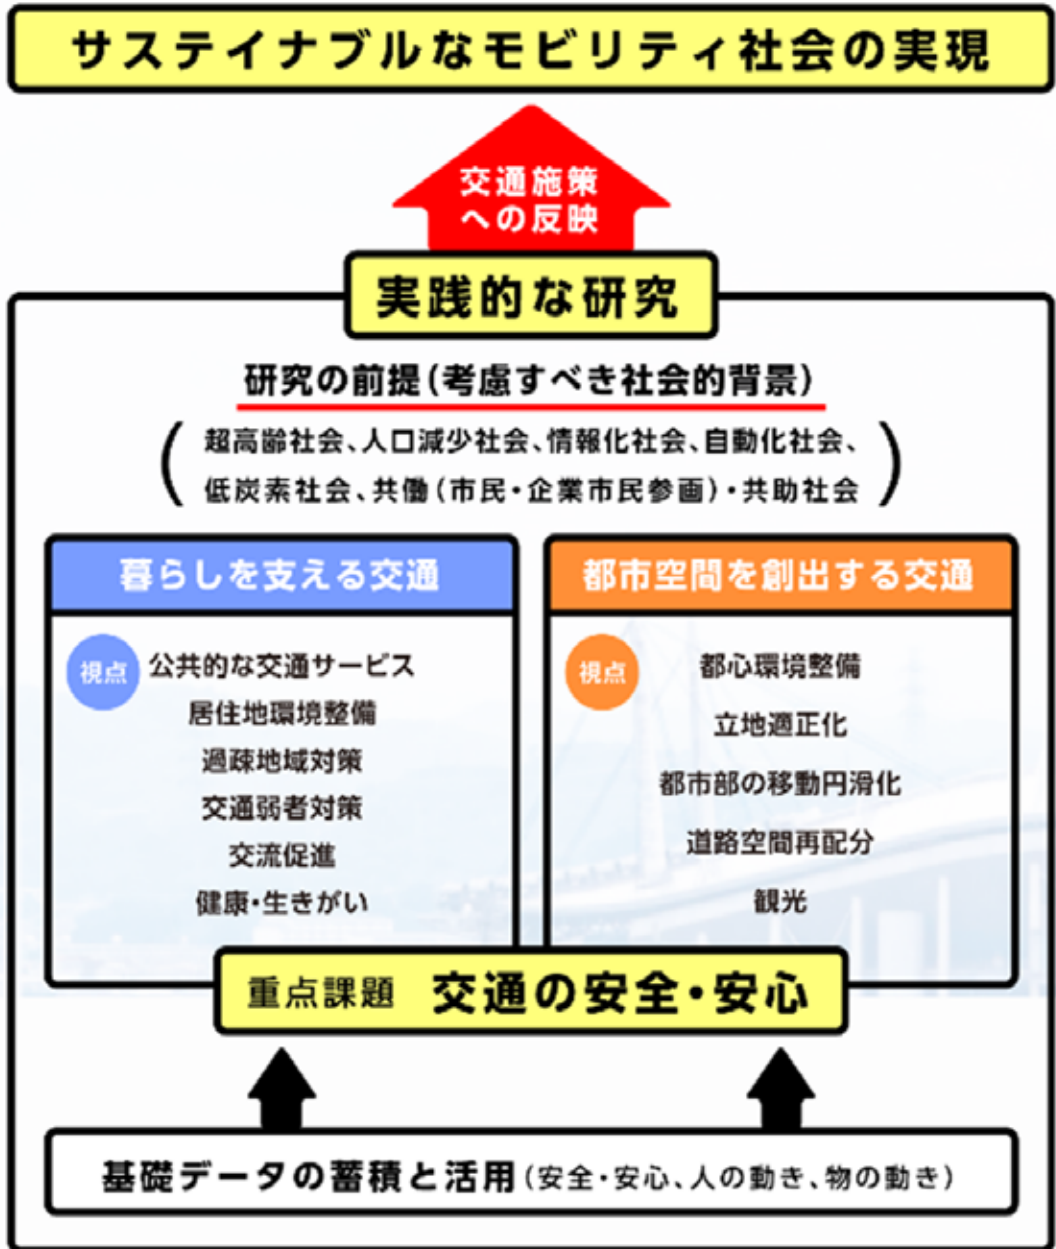 サステイナブルなモビリティ社会の実現
交通施策
への反映
実践的な研究
研究の前提(考慮すべき社会的背景)
超高齢社会、人口減少社会、情報化社会、自動化社会、
低炭素社会、共働(市民・企業市民参画)・共助社会
暮らしを支える交通
視点
公共的な交通サービス
居住地環境整備
過疎地域対策
交通弱者対策
交流促進
健康・生きがい
都市空間を創出する交通
視点
都心環境整備
立地適正化
都市部の移動円滑化
道路空間再配分
観光
重点課題 交通の安全・安心
基礎データの蓄積と活用(安全・安心、人の動き、物の動き)